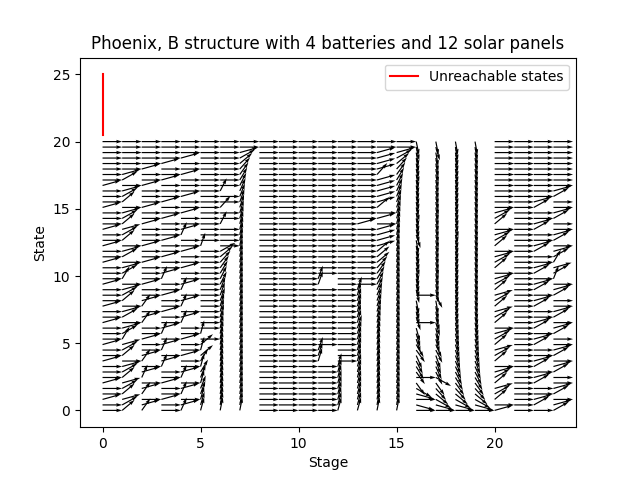 Phoenix, B structure with 4 batteries and 12 solar panels
Unreachable states
25
20
15
10
5
0
State
0 5 10 15 20
Stage